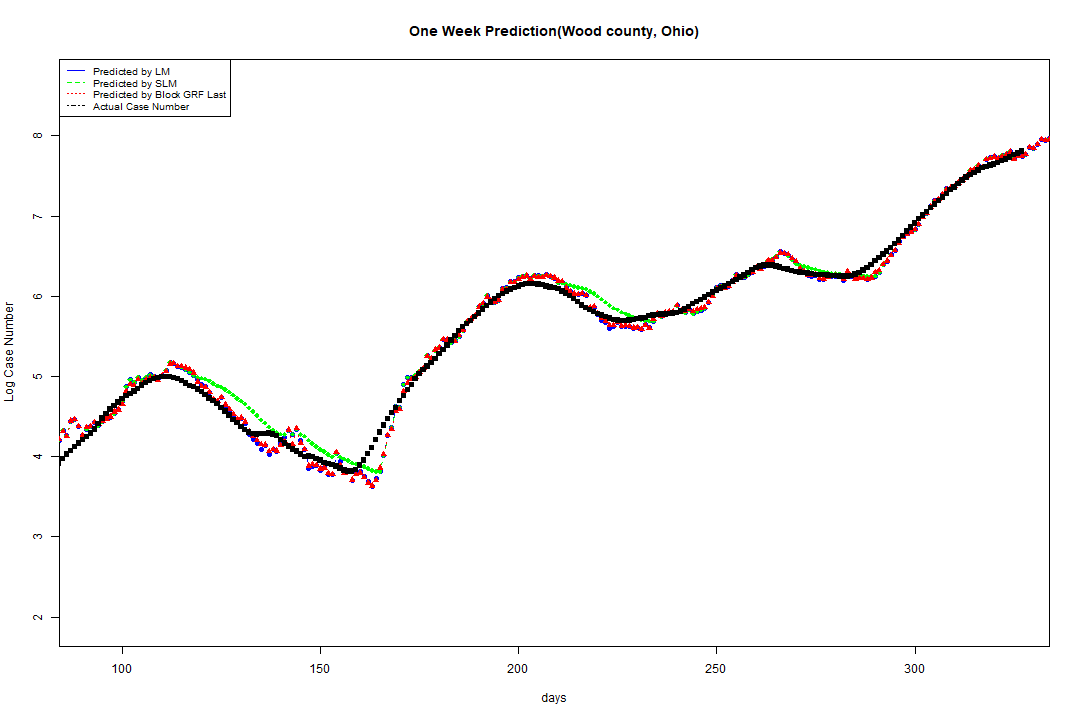 One Week Prediction(Wood county, Ohio)
Predicted by LM
Predicted by SLM
Predicted by Block GRF Last
Actual Case Number
Log Case Number
8
7
6
5
4
3
2
100 150 200 250 300
days